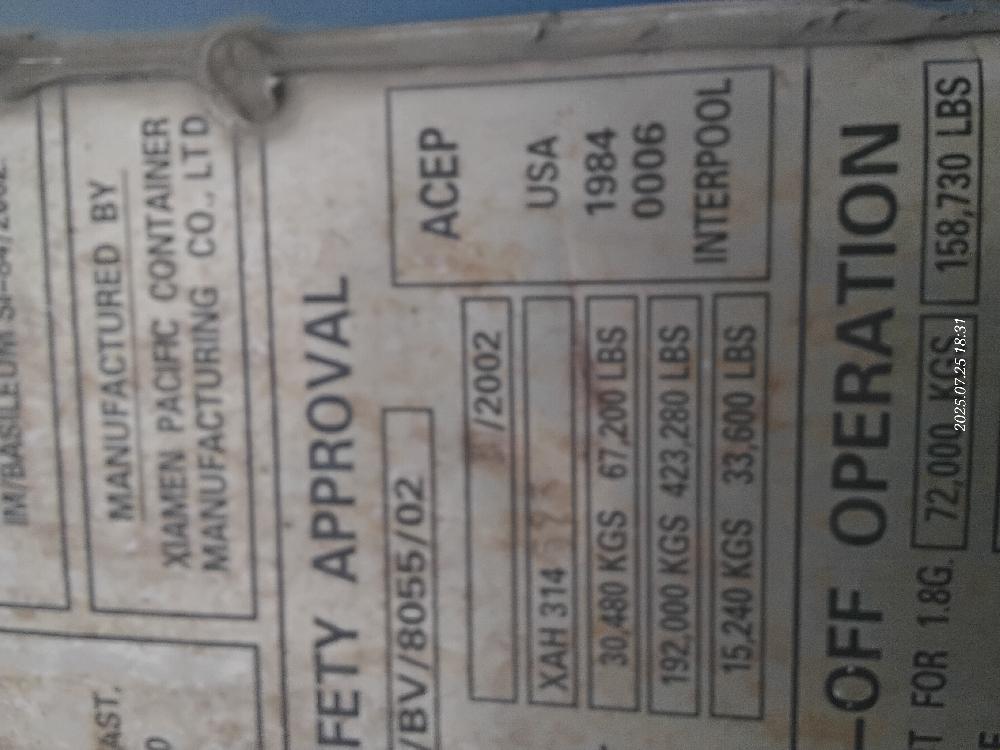 IM/BASILEUM SI-84/2002
AST.
MANUFACTURED BY
XIAMEN PACIFIC CONTAINER
MANUFACTURING CO., LTD
FETY APPROVAL
/BV/8055/02
/2002
XAH 314
30,480 KGS 67,200 LBS
192,000 KGS 423,280 LBS
15,240 KGS 33,600 LBS
ACEP
USA
1984
0006
INTERPOOL
-OFF OPERATION
T FOR 1.8G. 72,000 KGS 158,730 LBS
2025.07.25 18:31